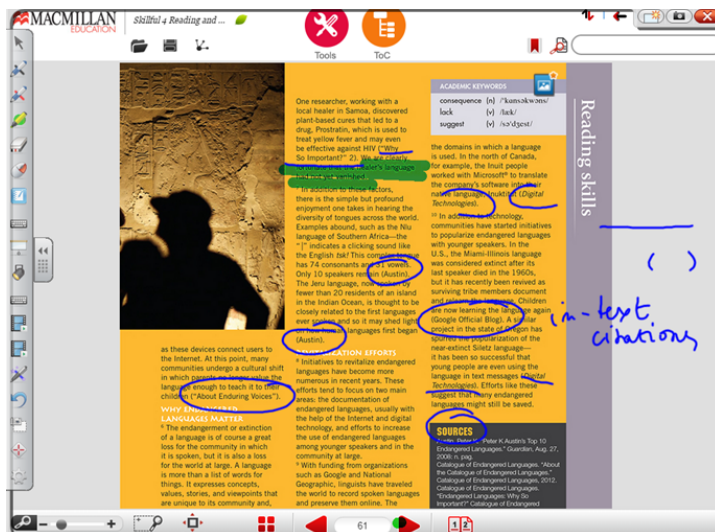 MACMILLAN
EDUCATION
Skillful 4 Reading and ...
Tools
ToC
as these devices connect users to
the Internet. At this point, many
communities undergo a cultural shift
in which parents no longer value the
language enough to teach it to their
children ("About Enduring Voices").
WHY ENDANGERED
LANGUAGES MATTER
6 The endangerment or extinction
of a language is of course a great
loss for the community in which
it is spoken, but it is also a loss
for the world at large. A language
is more than a list of words for
things. It expresses concepts,
values, stories, and viewpoints that
are unique to its community and,
One researcher, working with a
local healer in Samoa, discovered
plant-based cures that led to a
drug, Prostratin, which is used to
treat yellow fever and may even
be effective against HIV ("Why
So Important?" 2). We are clearly
healer's language
had not yet vanished.
7 In addition to these factors,
there is the simple but profound
enjoyment one takes in hearing the
diversity of tongues across the world.
Examples abound, such as the Nǀu
language of Southern Africa—the
"ǀ" indicates a clicking sound like
the English tsk! This complex tongue
has 74 consonants and 31 vowels.
Only 10 speakers remain (Austin).
The Jeru language, now spoken by
fewer than 20 residents of an island
in the Indian Ocean, is thought to be
closely related to the first languages
ever spoken and so it may shed light
on how human languages first began
(Austin).
EFFORTS
8 Initiatives to revitalize endangered
languages have become more
numerous in recent years. These
efforts tend to focus on two main
areas: the documentation of
endangered languages, usually with
the help of the Internet and digital
technology, and efforts to increase
the use of endangered languages
among younger speakers and in the
community at large.
9 With funding from organizations
such as Google and National
Geographic, linguists have traveled
the world to record spoken languages
and preserve them online. The
ACADEMIC KEYWORDS
consequence (n) /ˈkɑnsəkwəns/
lack (v) /læk/
suggest (v) /səˈdʒest/
the domains in which a language
is used. In the north of Canada,
for example, the Inuit people
worked with Microsoft® to translate
the company's software into their
native language, Inuktitut (Digital
Technologies).
10 In addition to technology,
communities have started initiatives
to popularize endangered languages
with younger speakers. In the
U.S., the Miami-Illinois language
was considered extinct after its
last speaker died in the 1960s,
but it has recently been revived as
surviving tribe members document
and relearn the language. Children
are now learning the language again
(Google Official Blog). A similar
project in the state of Oregon has
spurred the popularization of the
near-extinct Siletz language—
it has been so successful that
young people are even using the
language in text messages (Digital
Technologies). Efforts like these
suggest that many endangered
languages might still be saved.
SOURCES
Austin, Peter K. "Peter K Austin's Top 10
Endangered Languages." Guardian, Aug. 27,
2008: n. pag.
Catalogue of Endangered Languages. "About
the Catalogue of Endangered Languages."
Catalogue of Endangered Languages, 2012.
Catalogue of Endangered Languages.
"Endangered Languages: Why So
Important?" Catalogue of Endangered
Reading skills
( )
in-text
citations
61
1 2